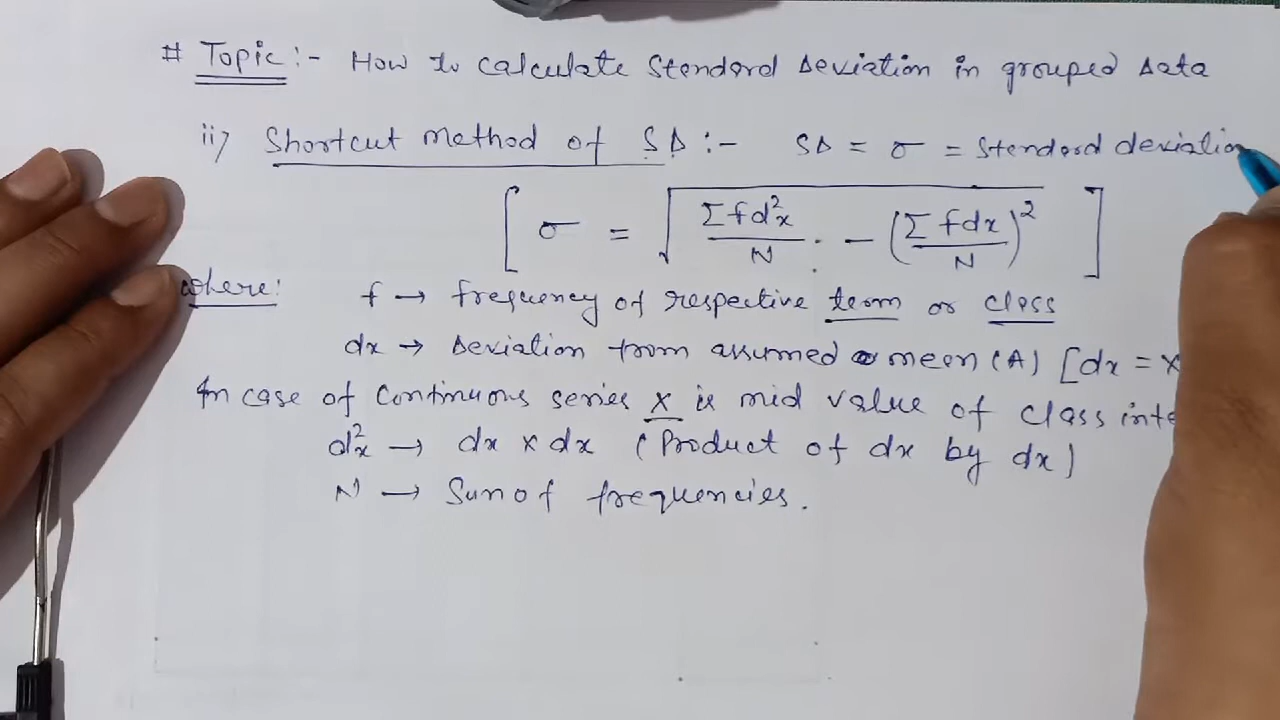 # Topic :- How to calculate Standard Deviation in grouped Data
ii) Shortcut method of SD :- SD = σ = Standard deviation
[ σ = √( Σfd²x / N - (Σfdx / N)² ) ]
where: f → frequency of respective term or class
dx → Deviation from assumed mean (A) [dx = X
In case of continuous series X is mid value of class inte
d²x → dx x dx (Product of dx by dx)
N → Sum of frequencies.